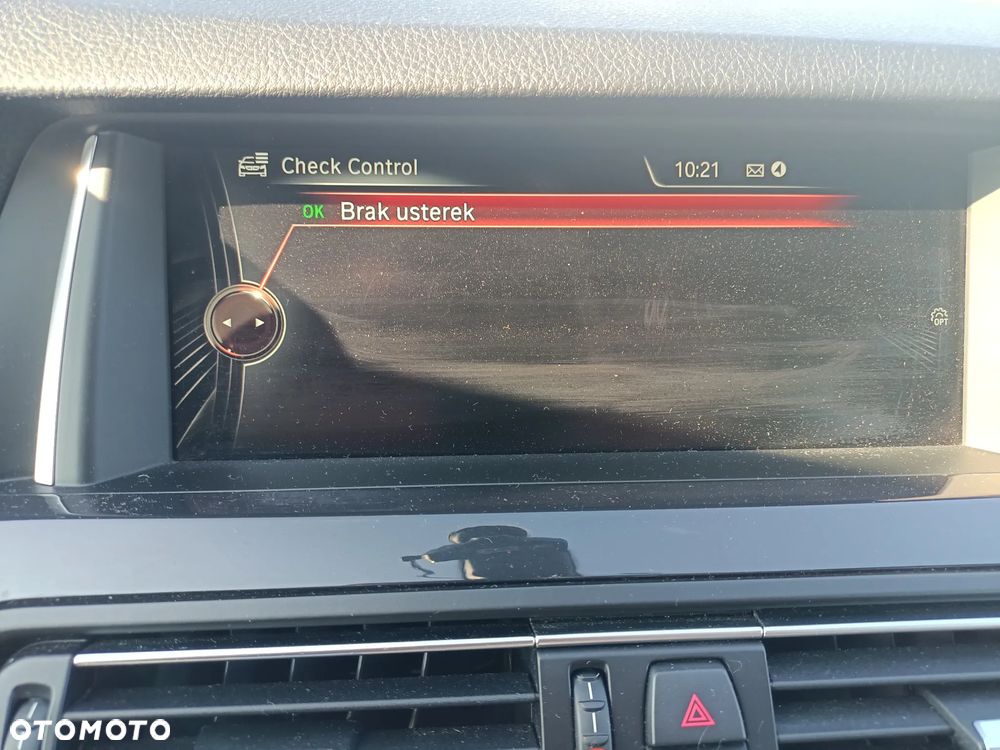 Check Control
10:21
OK Brak usterek
OPT
OTOMOTO